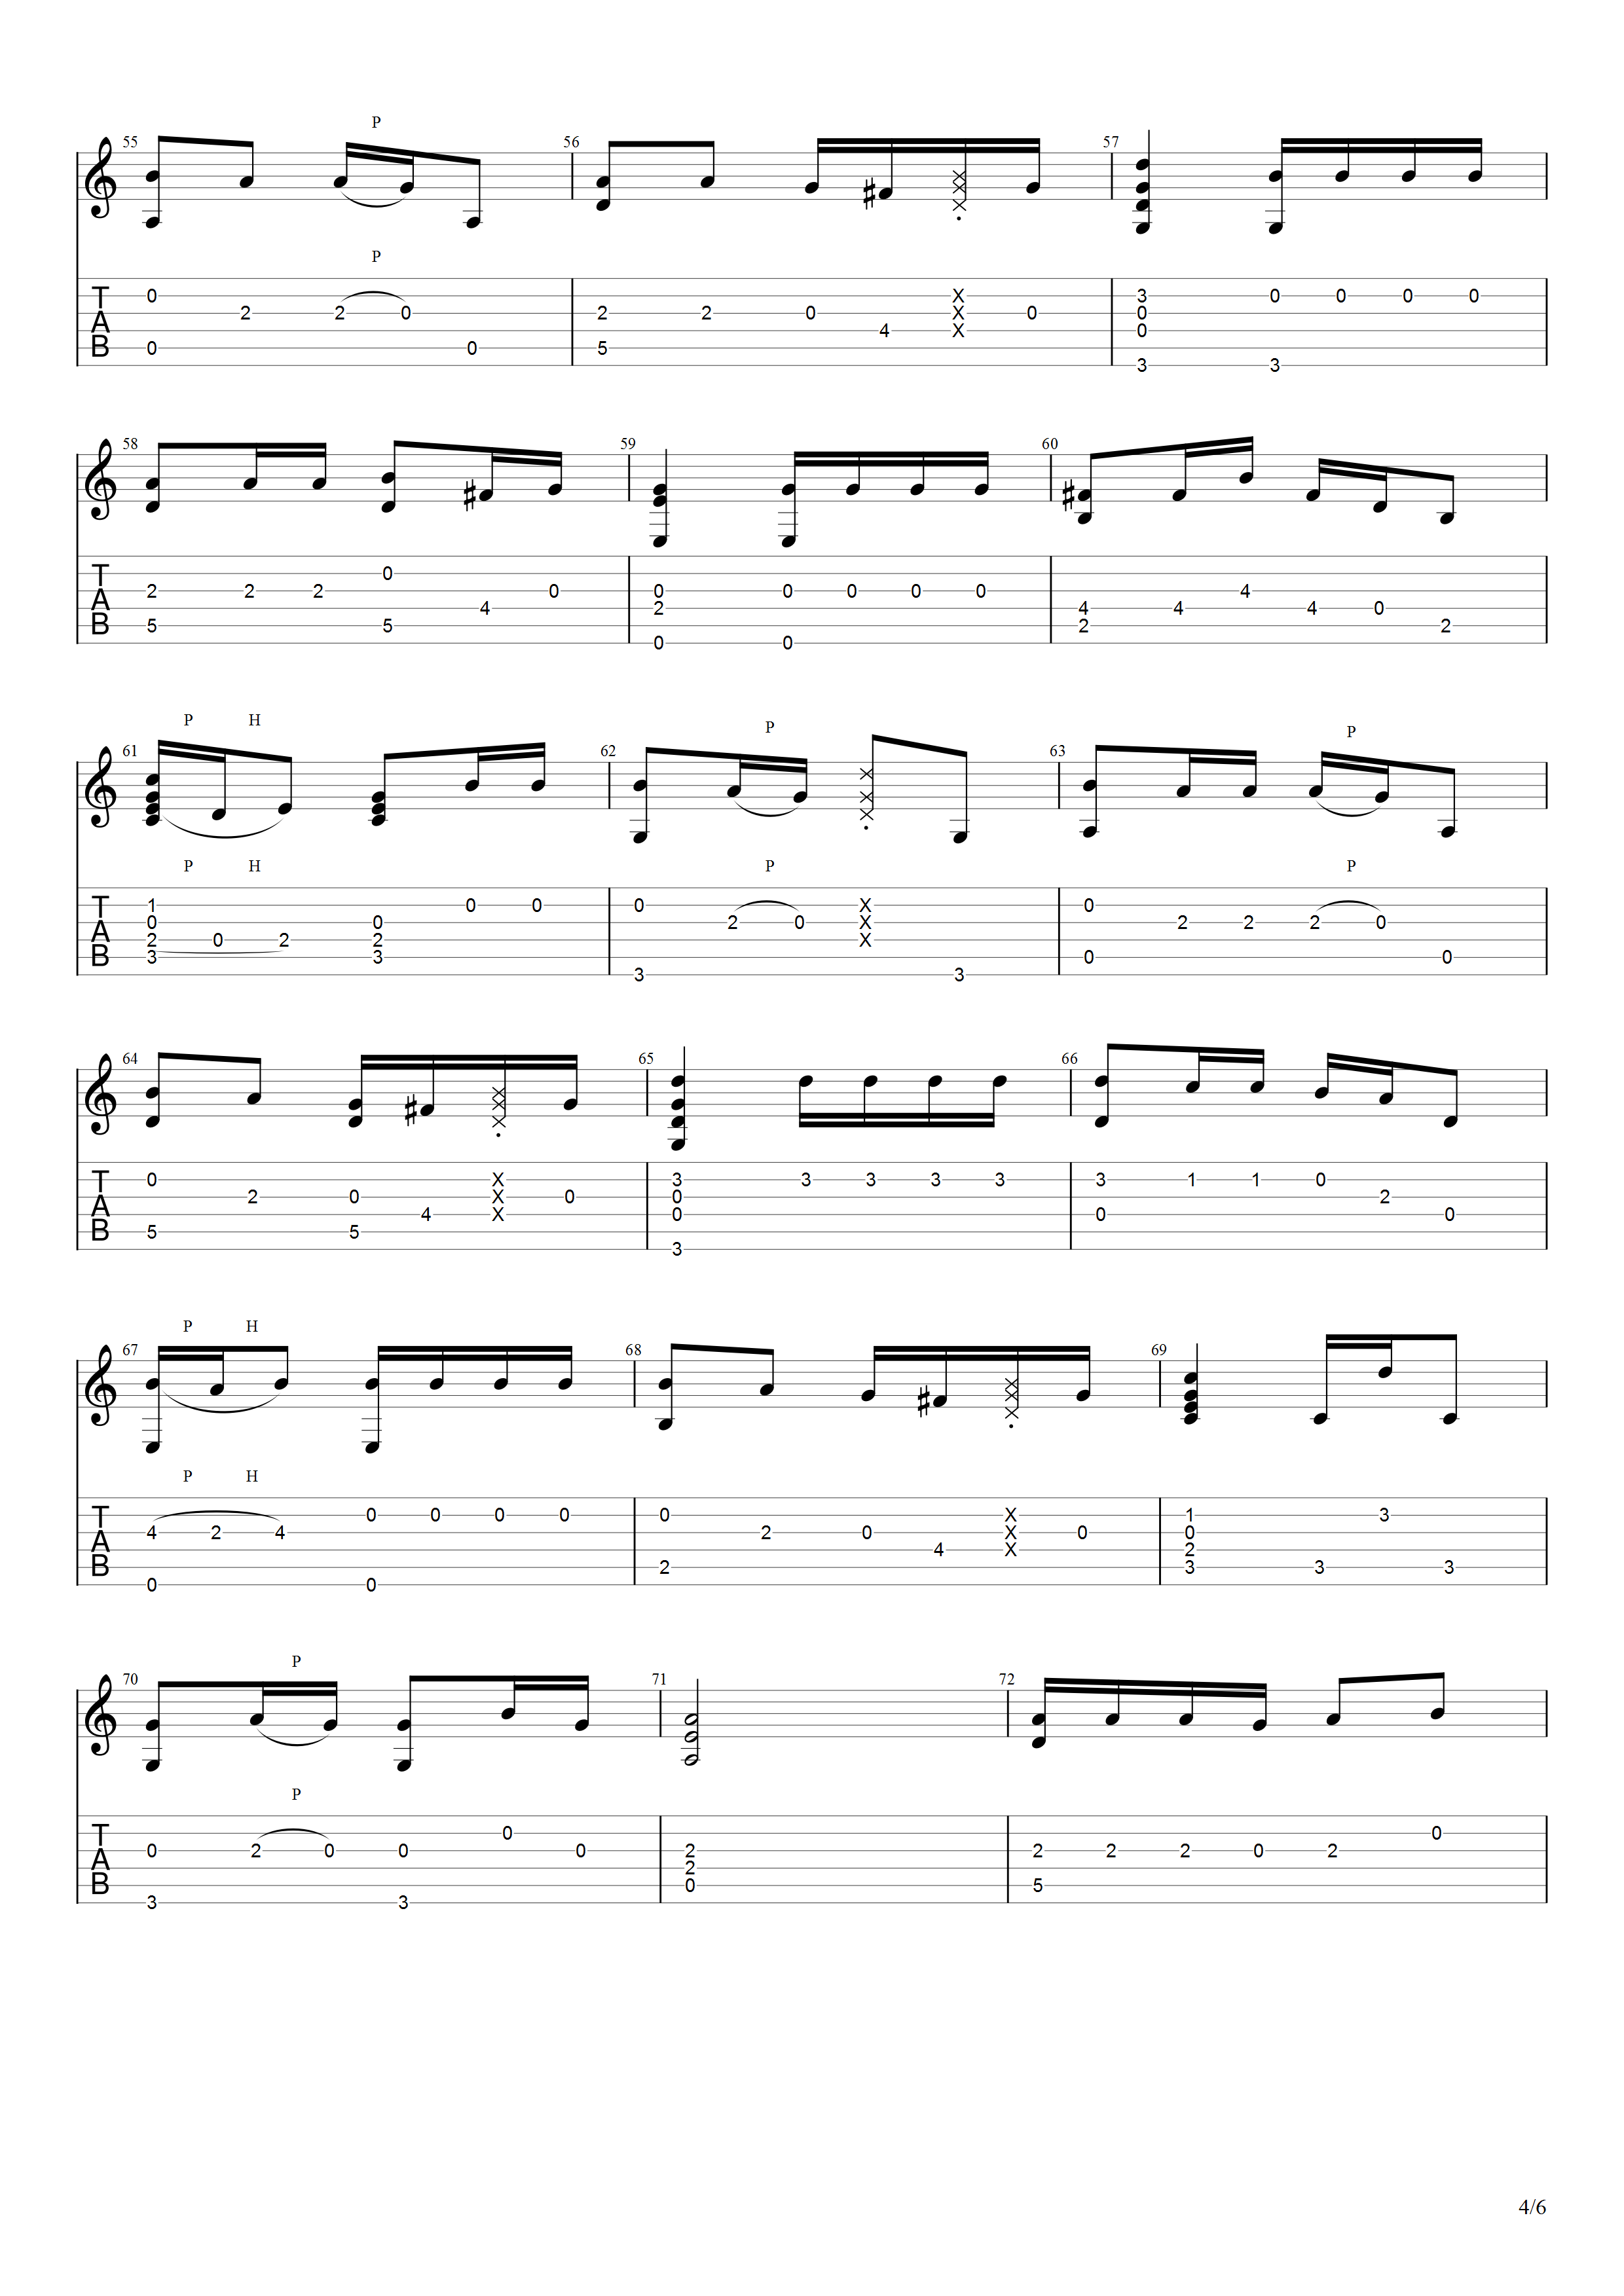 P
55 56 57
P
T 0 X 3 0 0 0 0
2 2 0 2 2 0 X 0 0
A 4 X 0
B 0 0 5
3 3
58 59 60
T 0
2 2 2 0 0 0 0 0 0 4
A 4 2 4 4 4 0
B 5 5 2 2
0 0
P H P P
61 62 63
P H P P
T 1 0 0 0 X 0
0 0 2 0 X 2 2 2 0
A 2 0 2 2 X
B 3 3 0 0
3 3
64 65 66
T 0 X 3 3 3 3 3 3 1 1 0
2 0 X 0 0 2
A 4 X 0 0 0
B 5 5
3
P H
67 68 69
P H
T 0 0 0 0 0 X 1 3
4 2 4 2 0 X 0 0
A 4 X 2
B 2 3 3 3
0 0
P
70 71 72
P
T 0 0
0 2 0 0 0 2 2 2 2 0 2
A 2
B 0 5
3 3
4/6